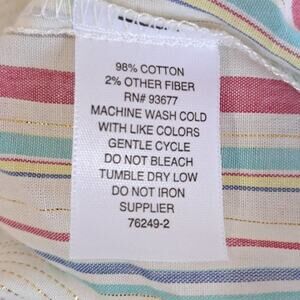 98% COTTON
2% OTHER FIBER
RN# 93677
MACHINE WASH COLD
WITH LIKE COLORS
GENTLE CYCLE
DO NOT BLEACH
TUMBLE DRY LOW
DO NOT IRON
SUPPLIER
76249-2